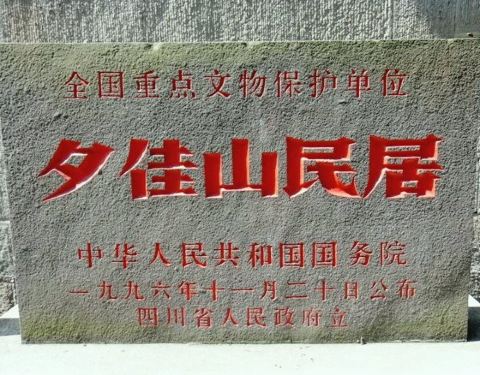 全国重点文物保护单位
夕佳山民居
中华人民共和国国务院
一九九六年十一月二十日公布
四川省人民政府立